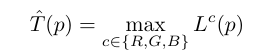 T̂(p) = max_{c∈{R,G,B}} L^c(p)